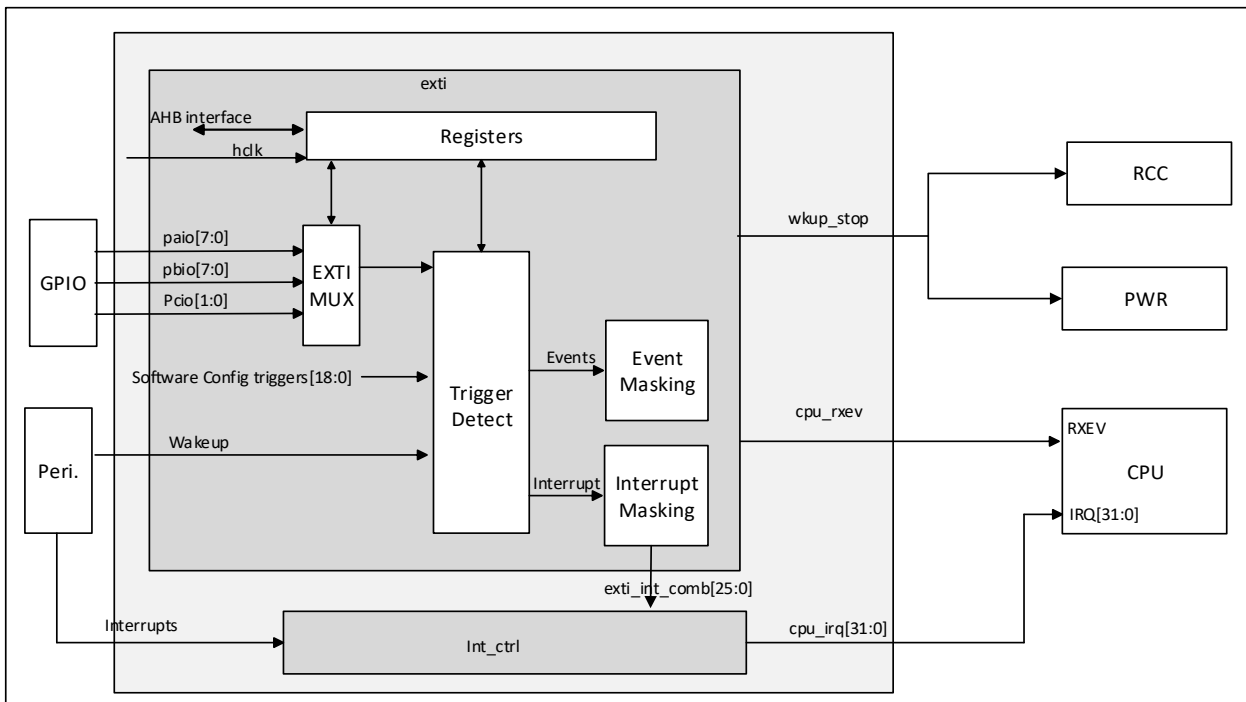 exti
AHB interface
Registers
hclk
RCC
wkup_stop
GPIO
paio[7:0]
pbio[7:0]
Pcio[1:0]
EXTI
MUX
PWR
Software Config triggers[18:0]
Trigger
Detect
Events
Event
Masking
cpu_rxev
RXEV
CPU
IRQ[31:0]
Peri.
Wakeup
Interrupt
Interrupt
Masking
exti_int_comb[25:0]
Interrupts
Int_ctrl
cpu_irq[31:0]